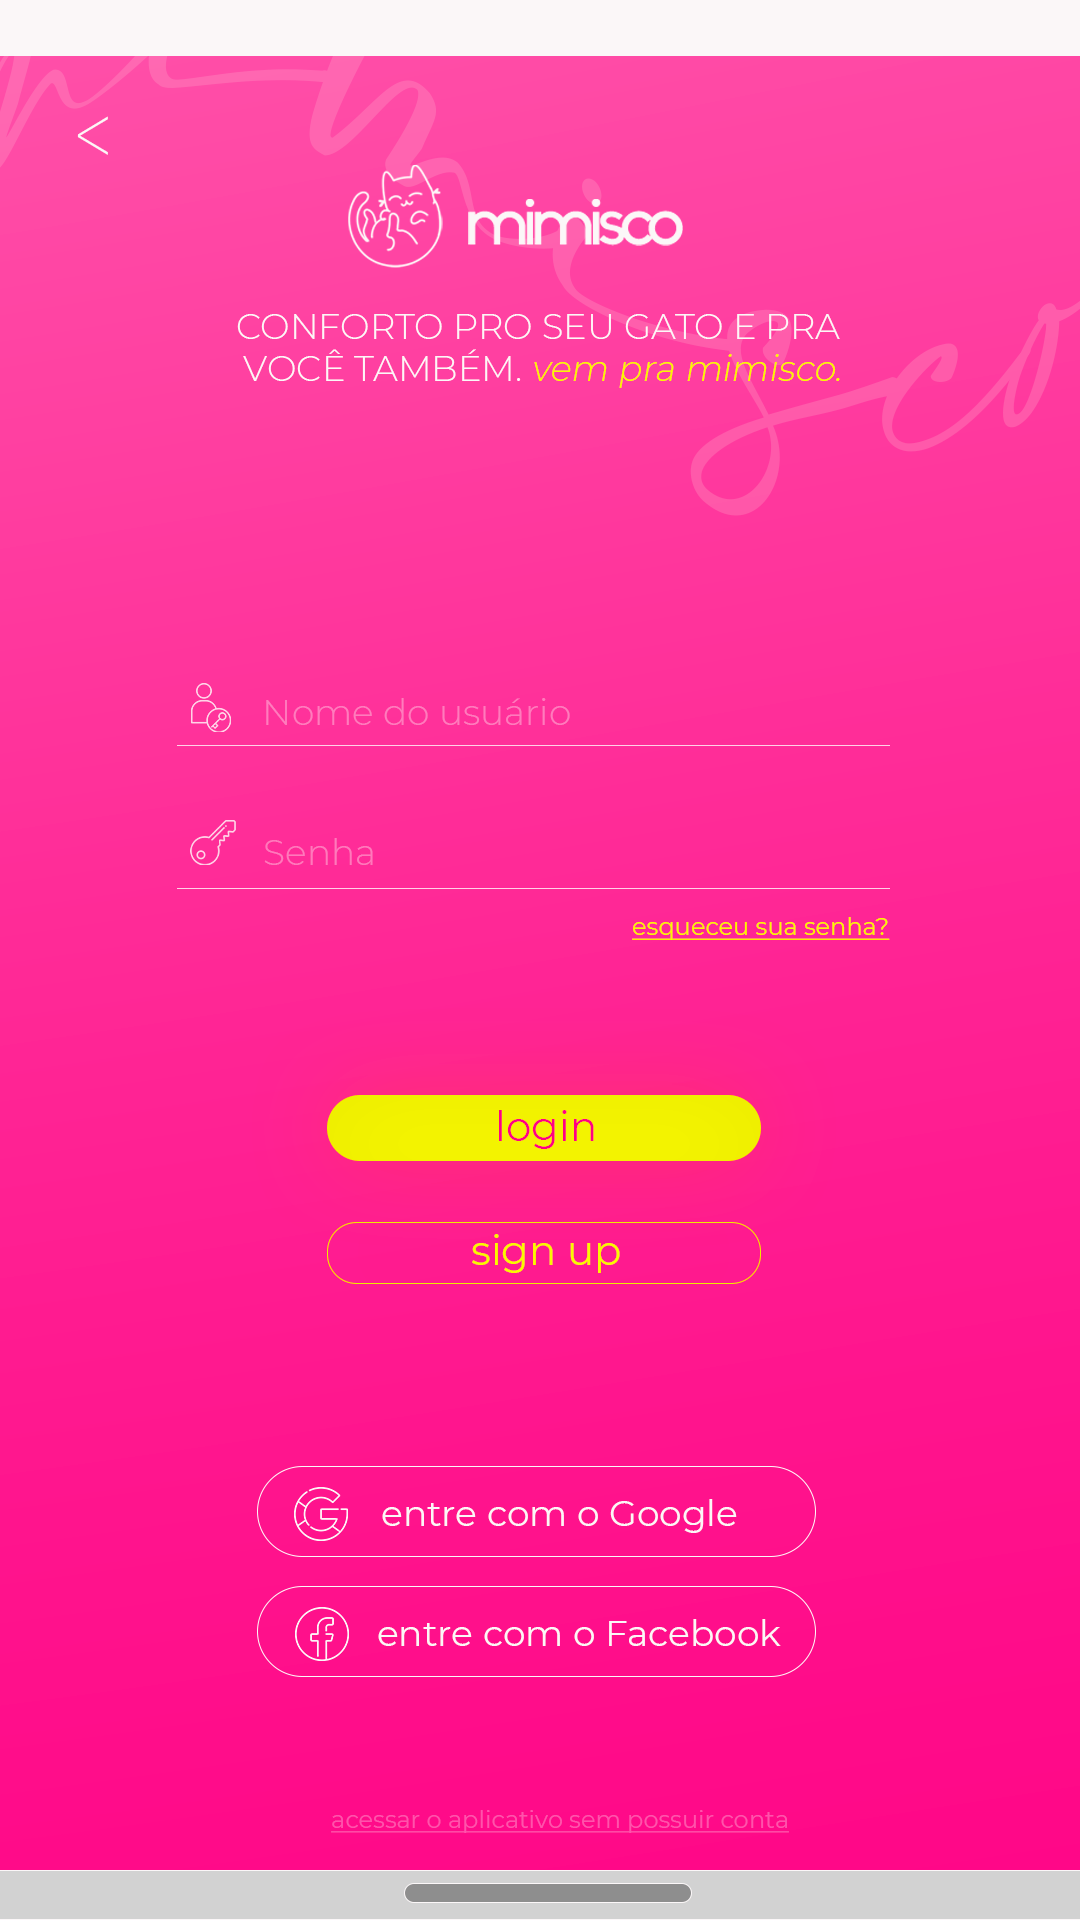 mimisco
CONFORTO PRO SEU GATO E PRA
VOCÊ TAMBÉM. vem pra mimisco.
Nome do usuário
Senha
esqueceu sua senha?
login
sign up
entre com o Google
entre com o Facebook
acessar o aplicativo sem possuir conta